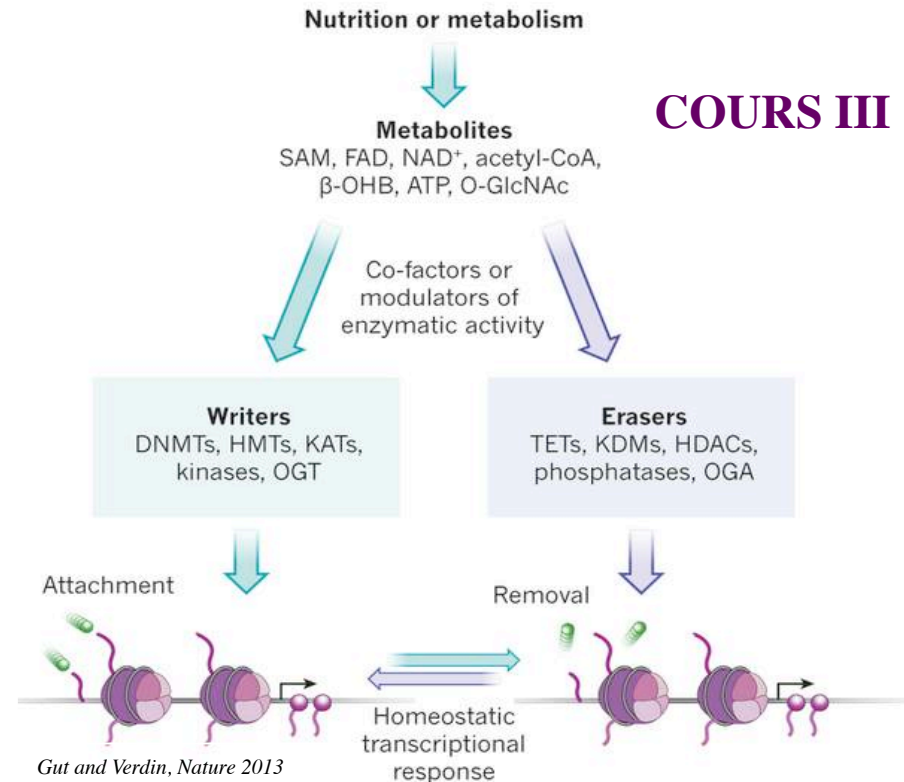 Nutrition or metabolism
COURS III
Metabolites
SAM, FAD, NAD⁺, acetyl-CoA,
β-OHB, ATP, O-GlcNAc
Co-factors or
modulators of
enzymatic activity
Writers
DNMTs, HMTs, KATs,
kinases, OGT
Erasers
TETs, KDMs, HDACs,
phosphatases, OGA
Attachment
Removal
Homeostatic
transcriptional
response
Gut and Verdin, Nature 2013